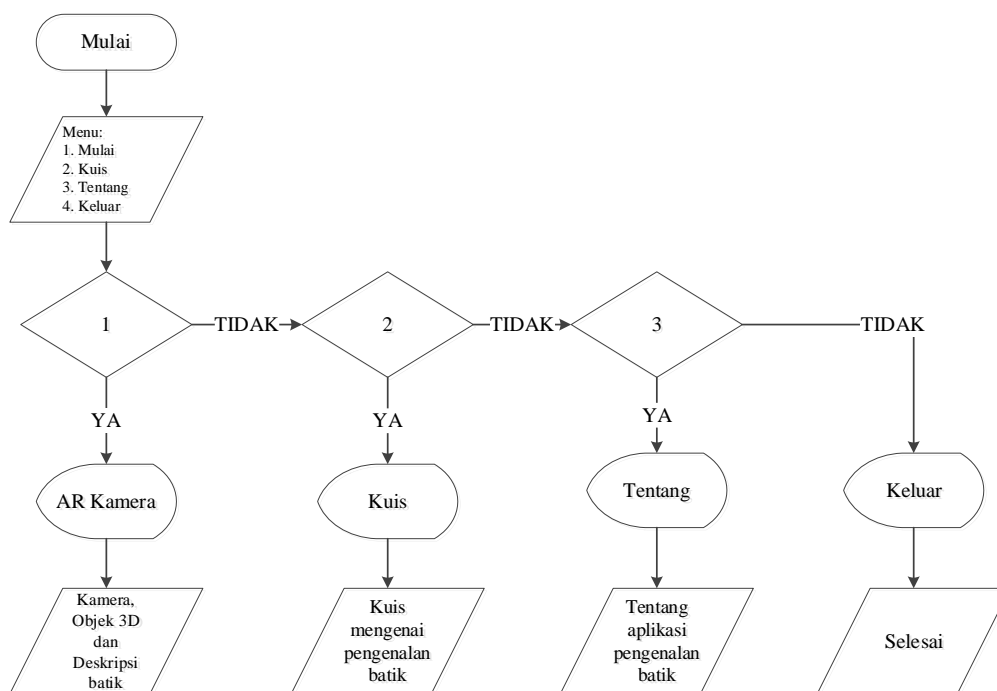 Mulai
Menu:
1. Mulai
2. Kuis
3. Tentang
4. Keluar
1
TIDAK
2
TIDAK
3
TIDAK
YA
YA
YA
AR Kamera
Kuis
Tentang
Keluar
Kamera,
Objek 3D
dan
Deskripsi
batik
Kuis
mengenai
pengenalan
batik
Tentang
aplikasi
pengenalan
batik
Selesai